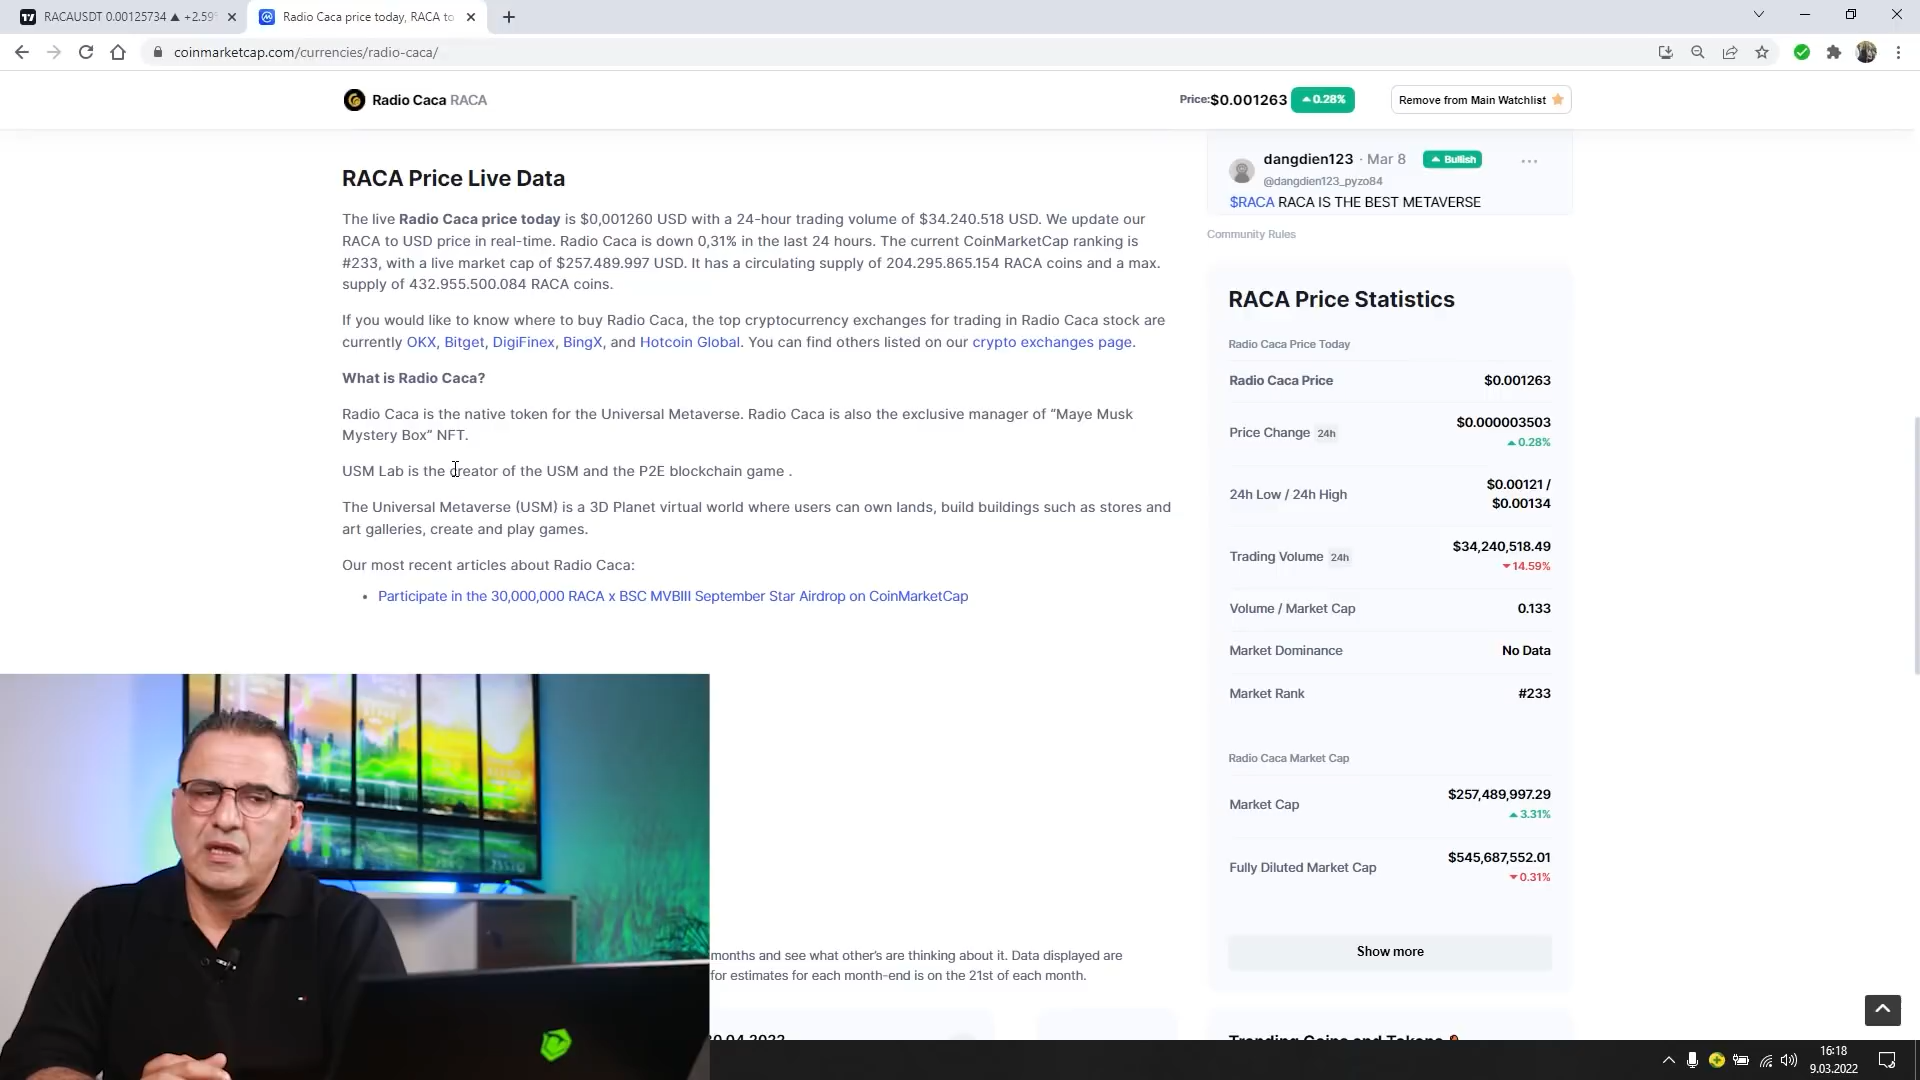 RACAUSDT 0.00125734 ▲ +2.59
Radio Caca price today, RACA to
coinmarketcap.com/currencies/radio-caca/
Radio Caca RACA
Price:$0.001263
0.28%
Remove from Main Watchlist
RACA Price Live Data
The live Radio Caca price today is $0,001260 USD with a 24-hour trading volume of $34.240.518 USD. We update our
RACA to USD price in real-time. Radio Caca is down 0,31% in the last 24 hours. The current CoinMarketCap ranking is
#233, with a live market cap of $257.489.997 USD. It has a circulating supply of 204.295.865.154 RACA coins and a max.
supply of 432.955.500.084 RACA coins.
If you would like to know where to buy Radio Caca, the top cryptocurrency exchanges for trading in Radio Caca stock are
currently OKX, Bitget, DigiFinex, BingX, and Hotcoin Global. You can find others listed on our crypto exchanges page.
What is Radio Caca?
Radio Caca is the native token for the Universal Metaverse. Radio Caca is also the exclusive manager of “Maye Musk
Mystery Box” NFT.
USM Lab is the creator of the USM and the P2E blockchain game .
The Universal Metaverse (USM) is a 3D Planet virtual world where users can own lands, build buildings such as stores and
art galleries, create and play games.
Our most recent articles about Radio Caca:
• Participate in the 30,000,000 RACA x BSC MVBIII September Star Airdrop on CoinMarketCap
months and see what other's are thinking about it. Data displayed are
for estimates for each month-end is on the 21st of each month.
04.2022
dangdien123 · Mar 8
Bullish
@dangdien123_pyzo84
$RACA RACA IS THE BEST METAVERSE
Community Rules
RACA Price Statistics
Radio Caca Price Today
Radio Caca Price $0.001263
Price Change 24h $0.000003503
0.28%
24h Low / 24h High $0.00121 /
$0.00134
Trading Volume 24h $34,240,518.49
14.59%
Volume / Market Cap 0.133
Market Dominance No Data
Market Rank #233
Radio Caca Market Cap
Market Cap $257,489,997.29
3.31%
Fully Diluted Market Cap $545,687,552.01
0.31%
Show more
Trending Coins and Tokens
16:18
9.03.2022